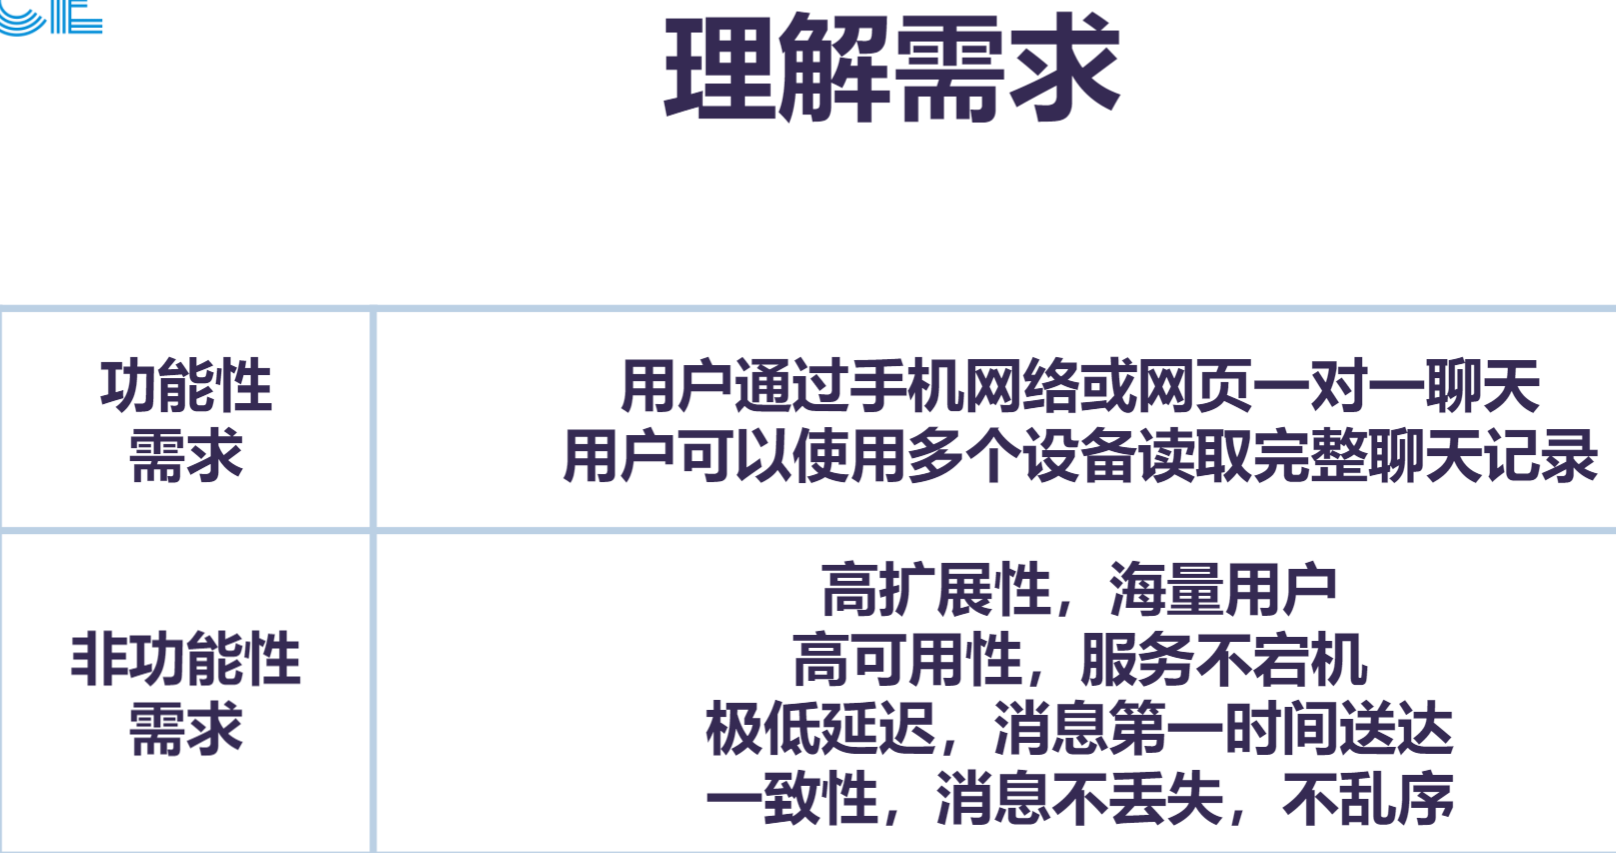 CE
理解需求
功能性
需求
用户通过手机网络或网页一对一聊天
用户可以使用多个设备读取完整聊天记录
非功能性
需求
高扩展性，海量用户
高可用性，服务不宕机
极低延迟，消息第一时间送达
一致性，消息不丢失，不乱序